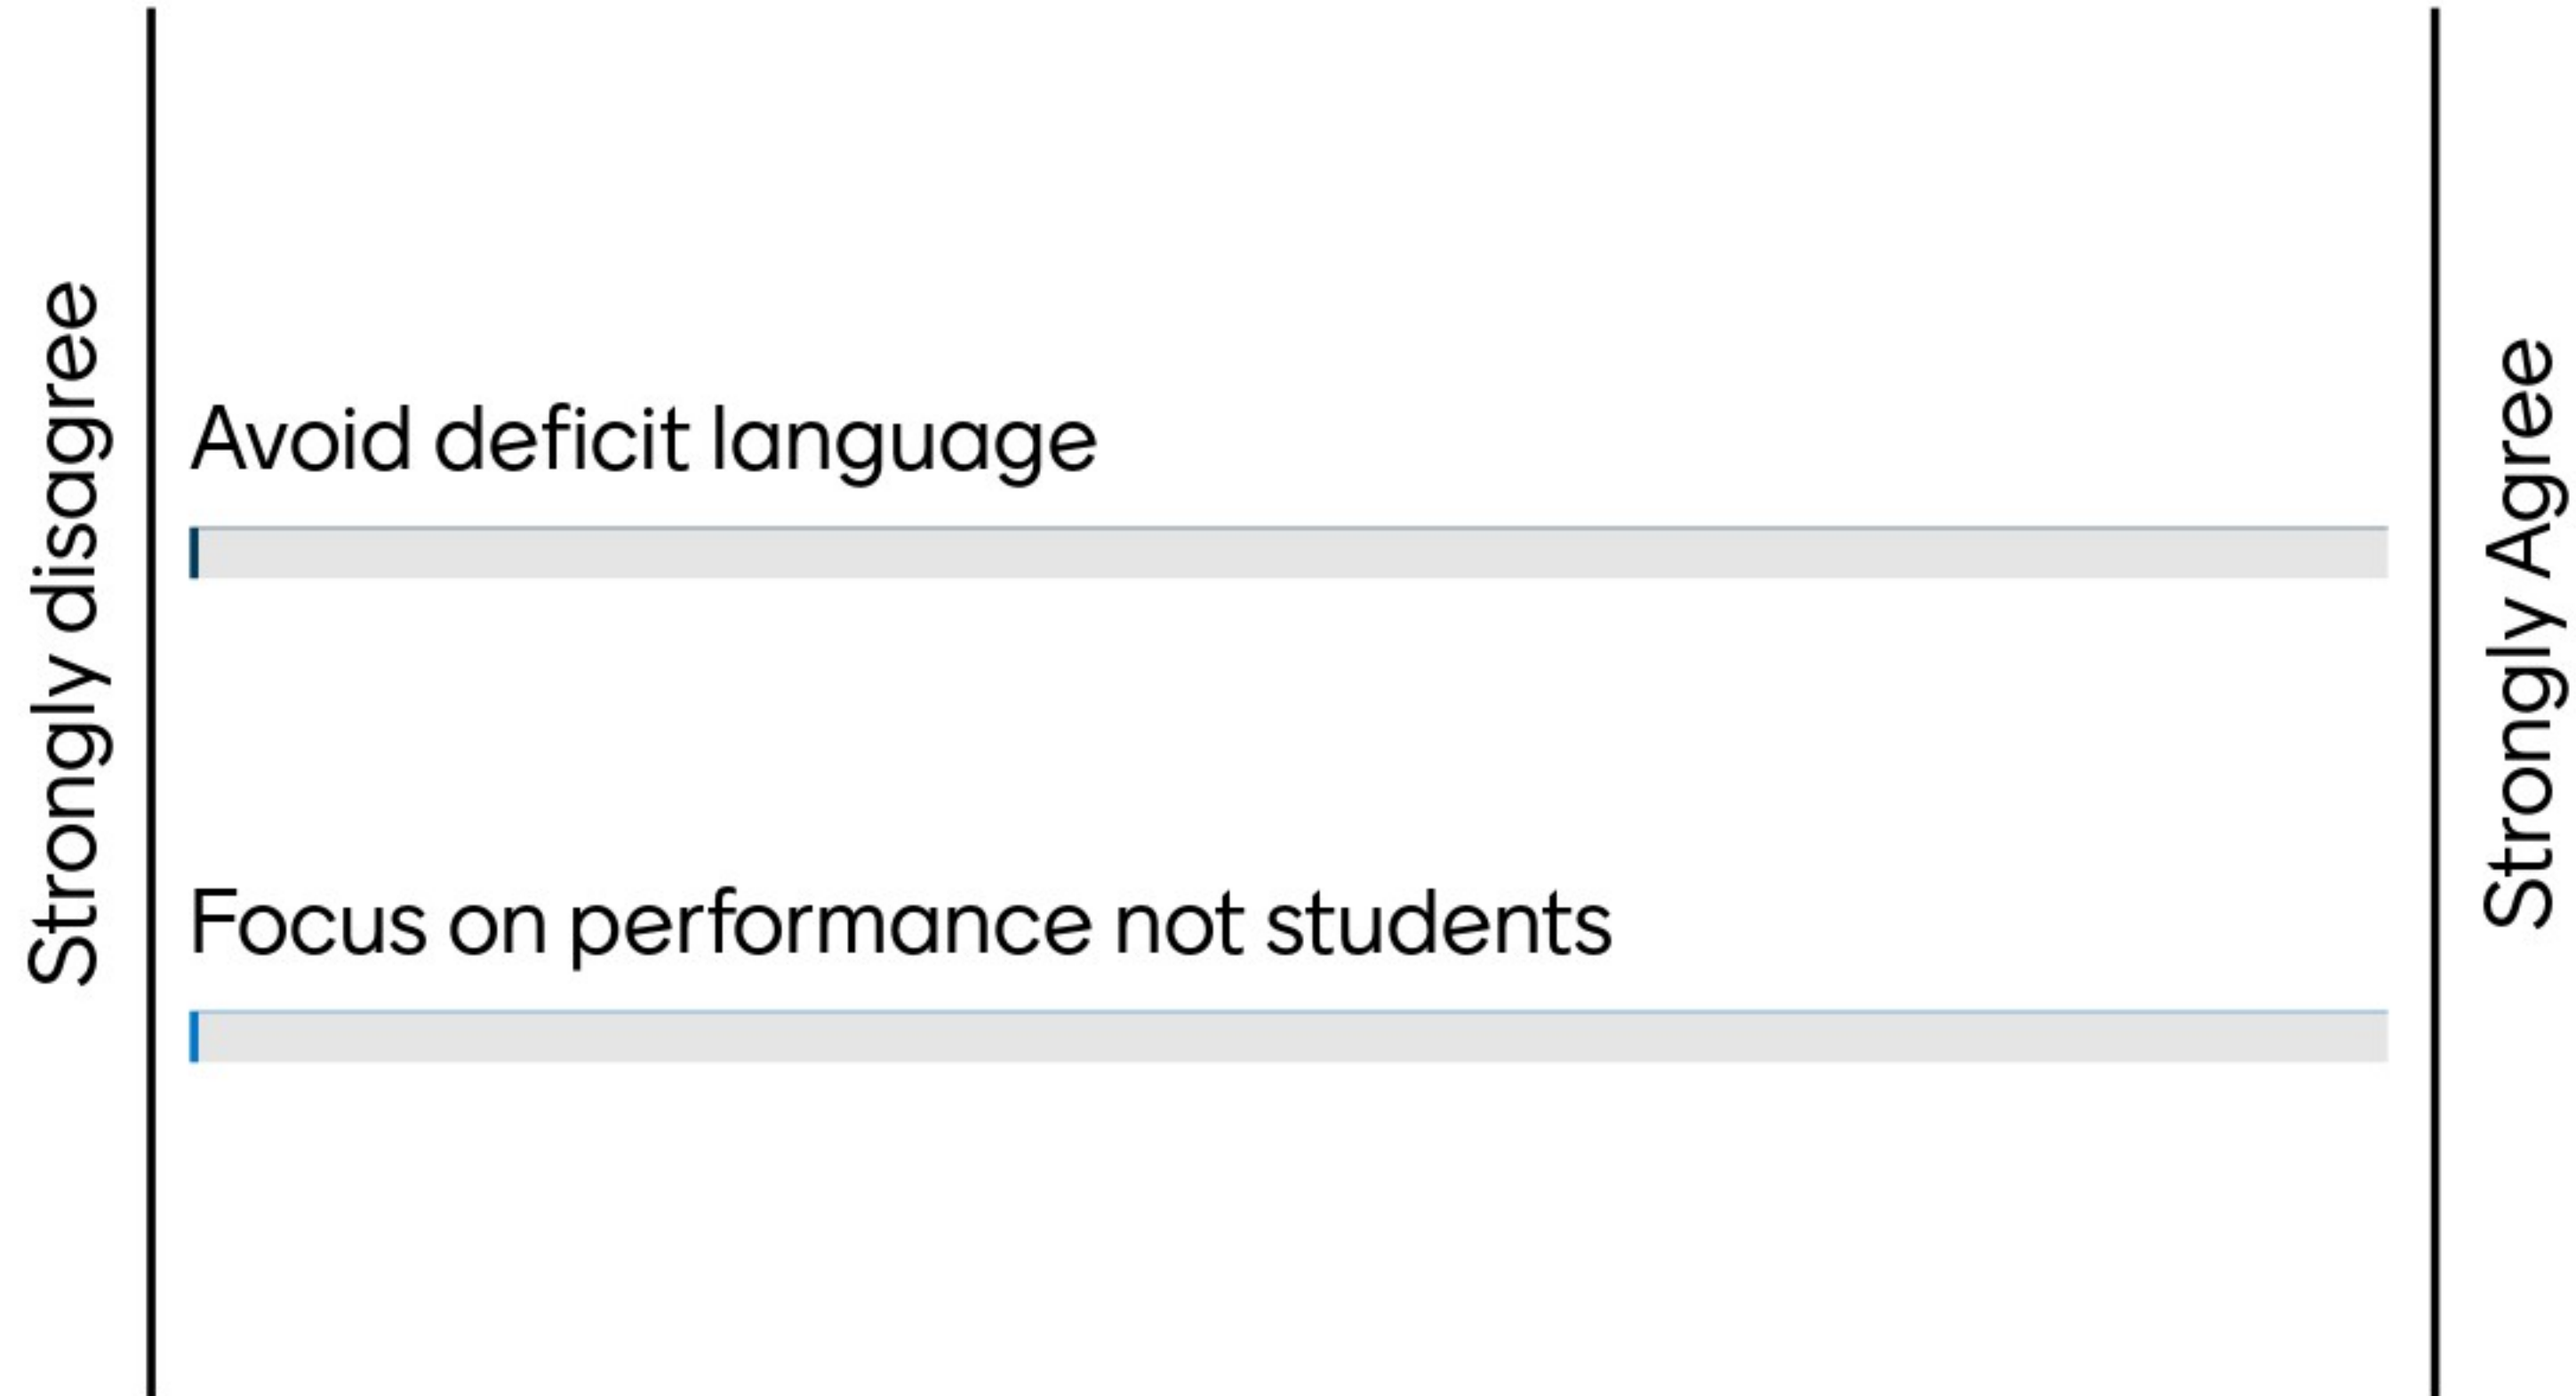 Strongly disagree
Avoid deficit language
Focus on performance not students
Strongly Agree